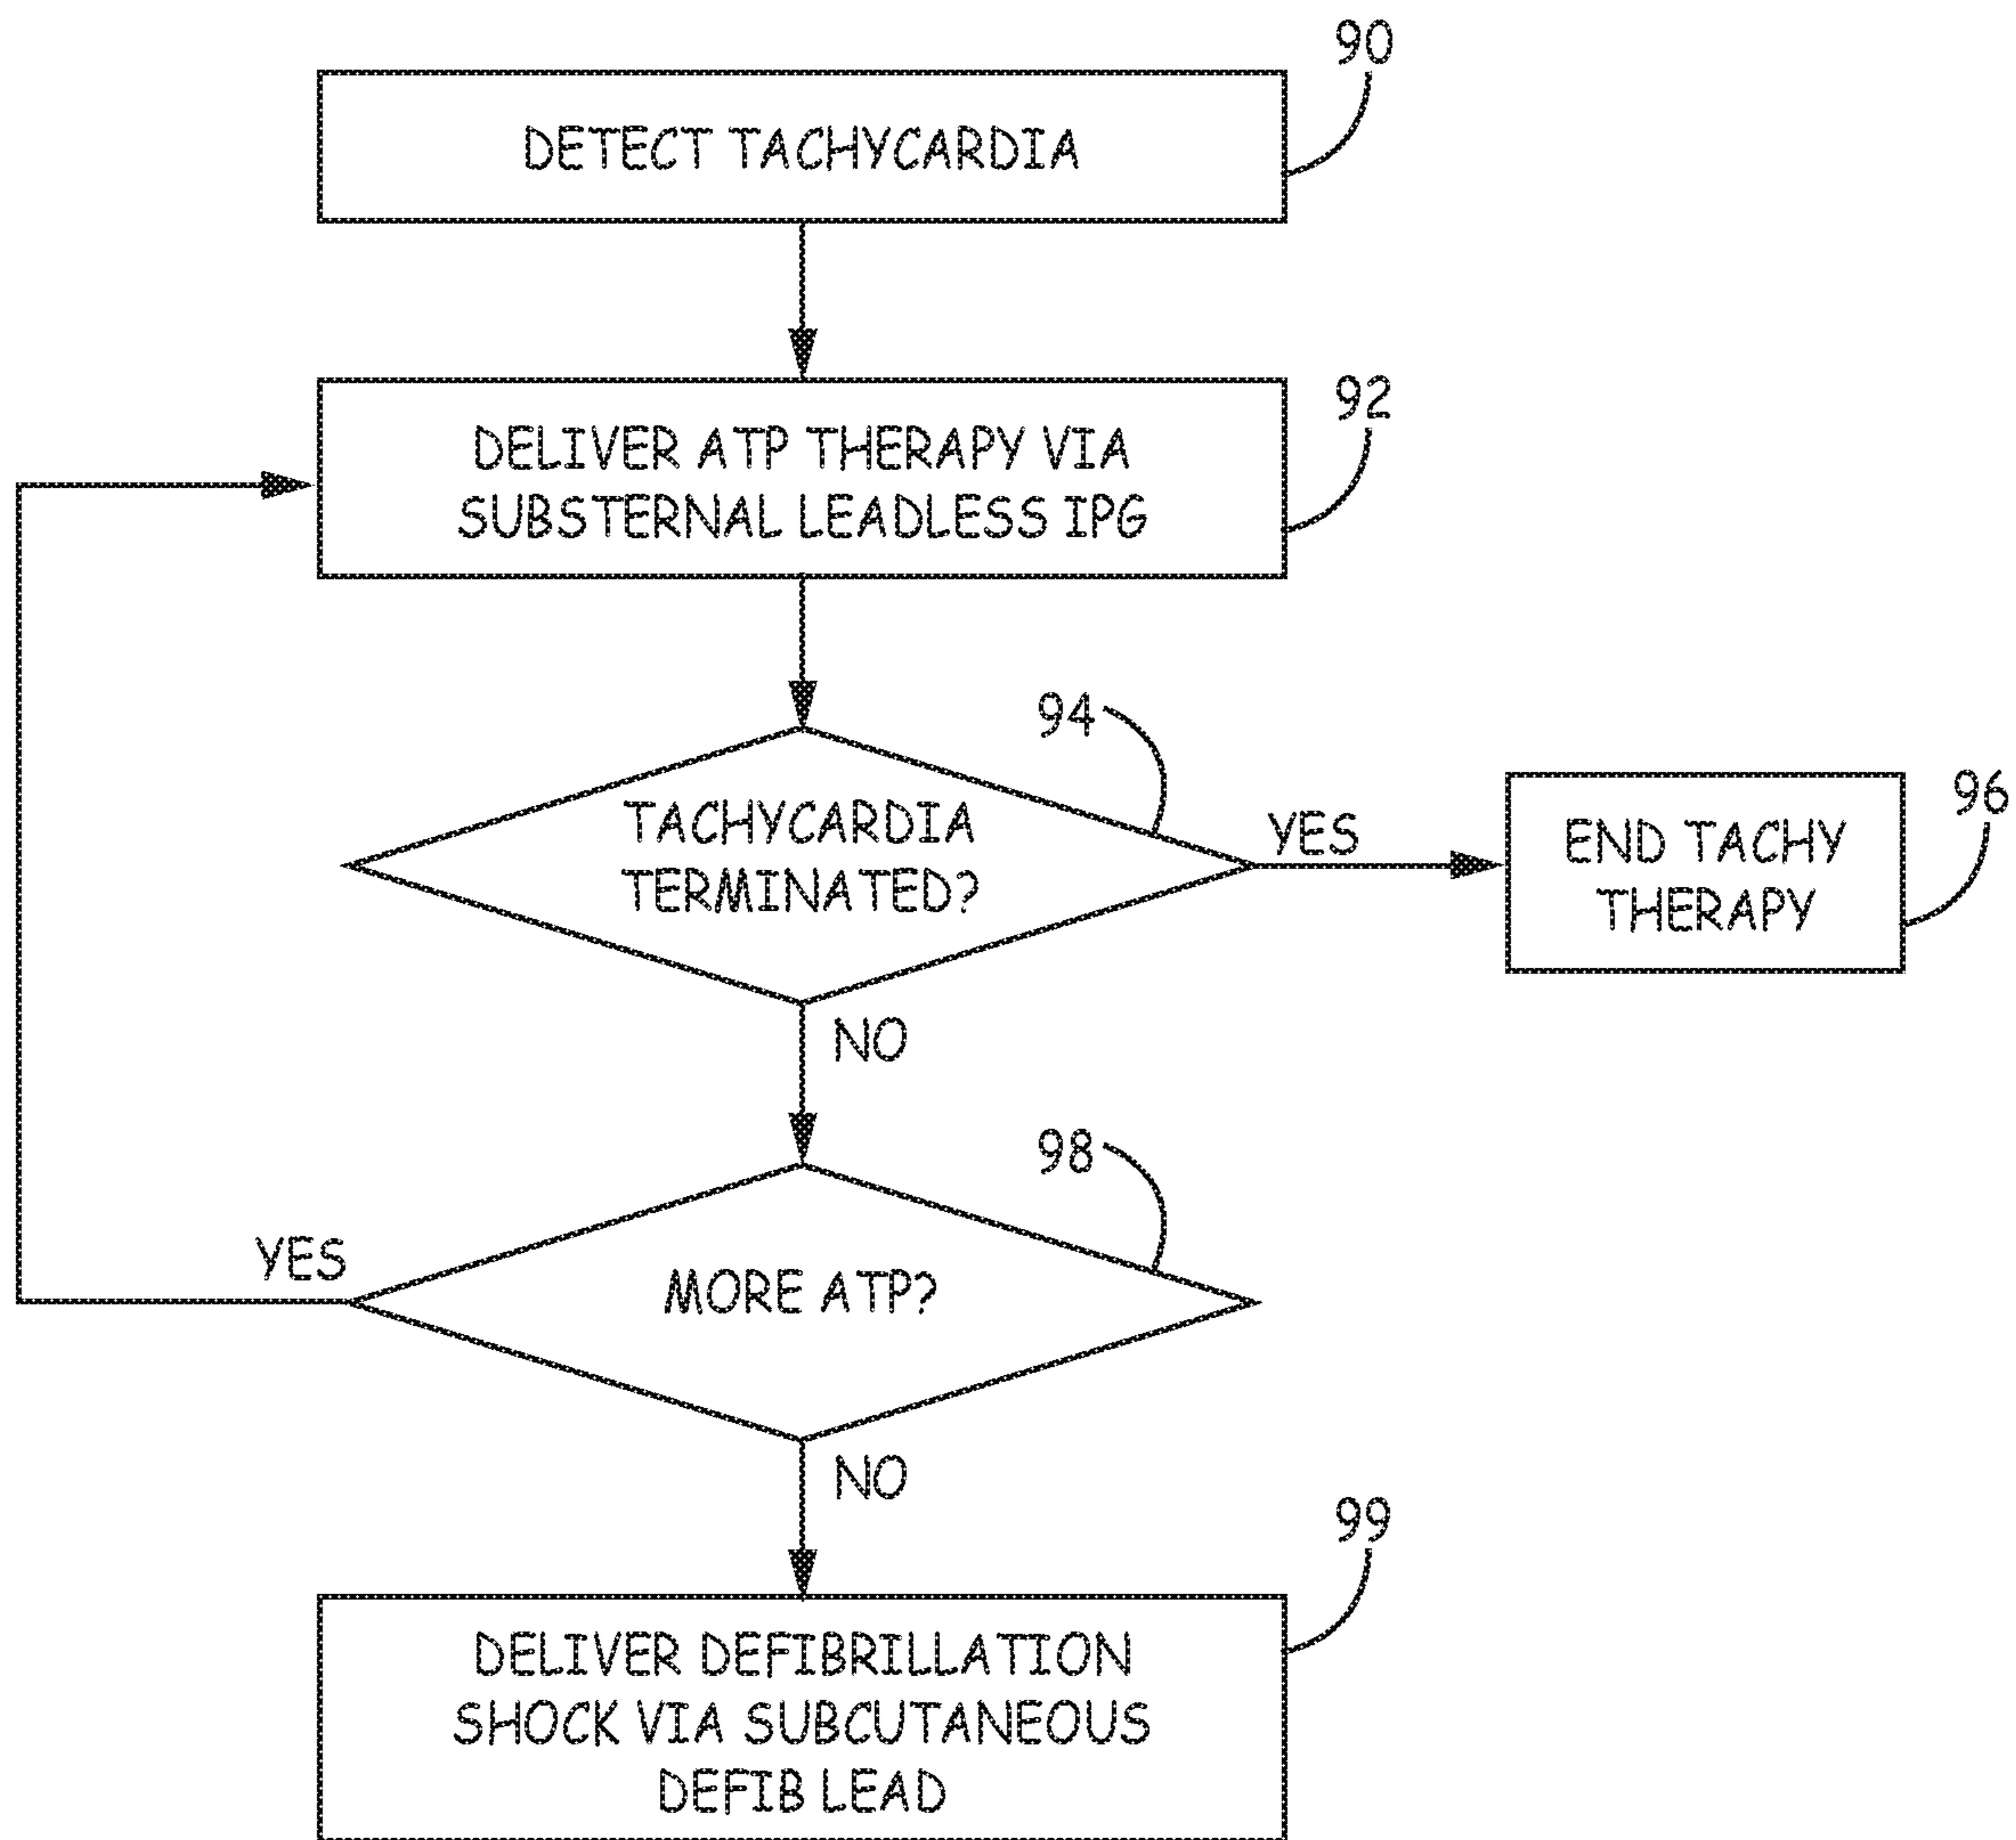 90
DETECT TACHYCARDIA
92
DELIVER ATP THERAPY VIA
SUBSTERNAL LEADLESS IPG
94
TACHYCARDIA
TERMINATED?
YES
96
END TACHY
THERAPY
NO
98
YES
MORE ATP?
NO
99
DELIVER DEFIBRILLATION
SHOCK VIA SUBCUTANEOUS
DEFIB LEAD